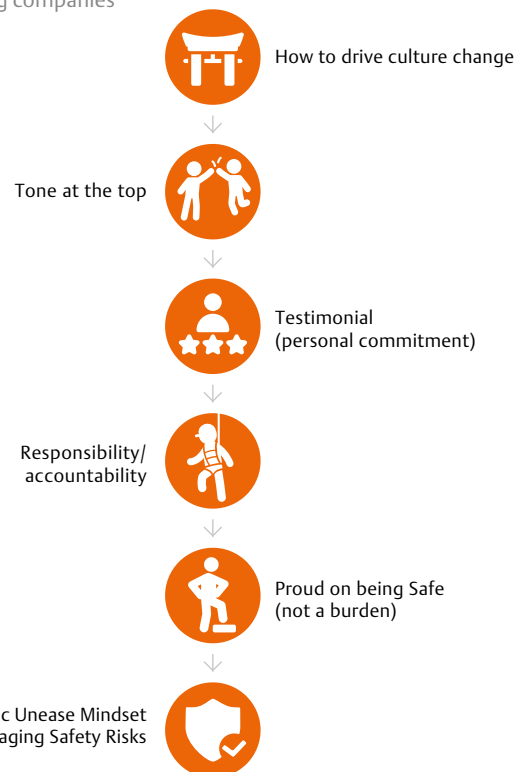 companies
How to drive culture change
Tone at the top
Testimonial
(personal commitment)
Responsibility/
accountability
Proud on being Safe
(not a burden)
Unease Mindset
Safety Risks